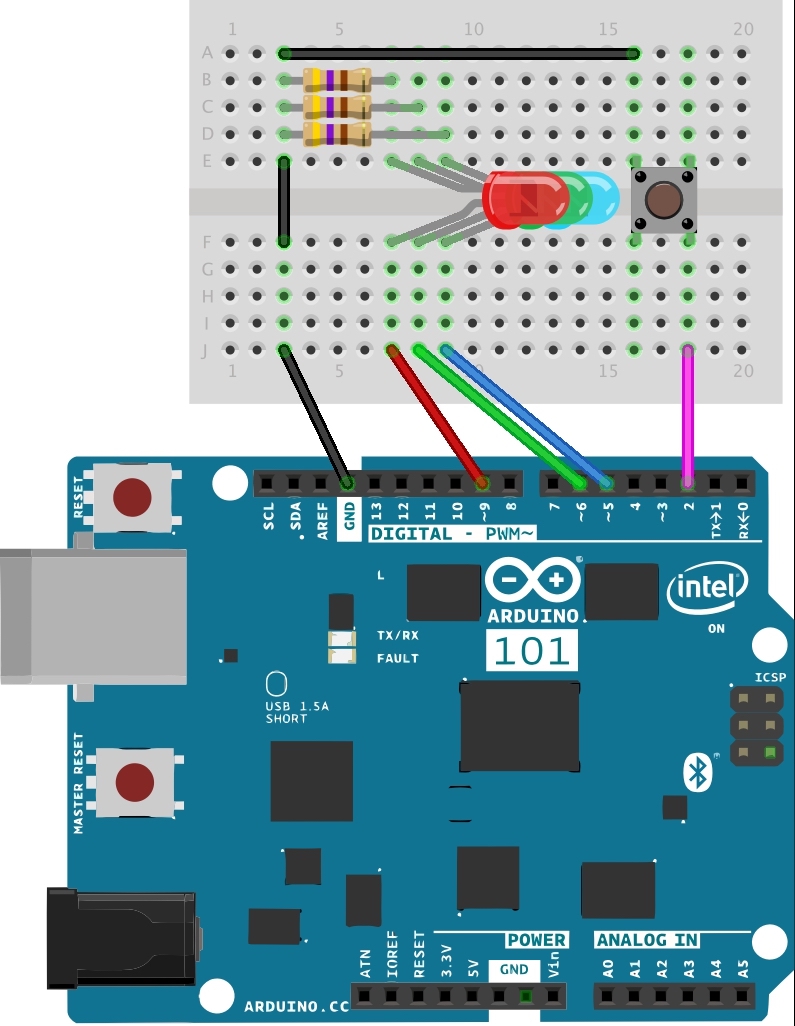 1 5 10 15 20
A
B
C
D
E
F
G
H
I
J
1 5 15 20
RESET
SCL
SDA
AREF
GND
13
12
11
10
~9
8
7
~6
~5
4
~3
2
TX→1
RX←0
DIGITAL - PWM~
L
ARDUINO
intel
101
ON
TX/RX
FAULT
ICSP
USB 1.5A
SHORT
MASTER RESET
POWER
ANALOG IN
ATN
IOREF
RESET
3.3V
5V
GND
Vin
A0
A1
A2
A3
A4
A5
ARDUINO.CC